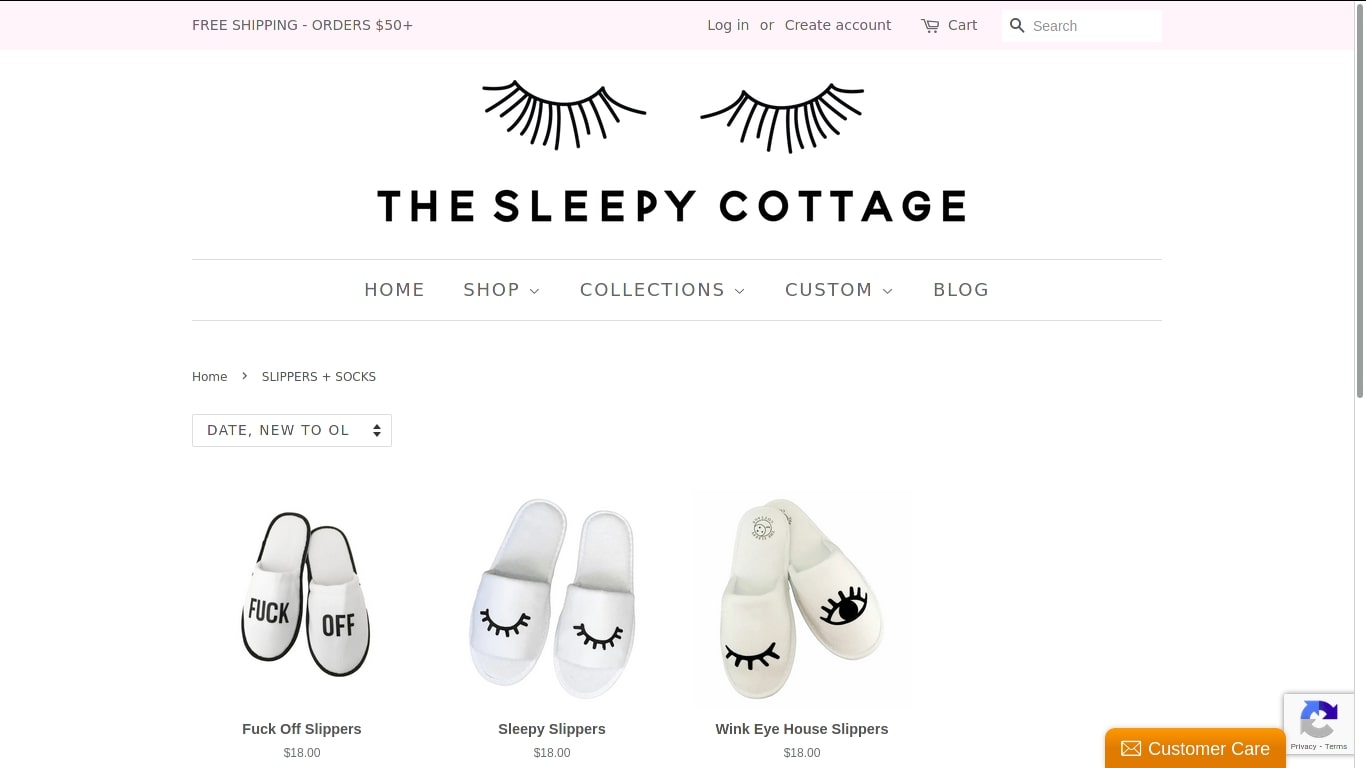 FREE SHIPPING - ORDERS $50+
Log in or Create account
Cart
Search
THE SLEEPY COTTAGE
HOME
SHOP
COLLECTIONS
CUSTOM
BLOG
Home
SLIPPERS + SOCKS
DATE, NEW TO OL
FUCK OFF
Fuck Off Slippers
$18.00
Sleepy Slippers
$18.00
Wink Eye House Slippers
$18.00
Customer Care
Privacy - Terms